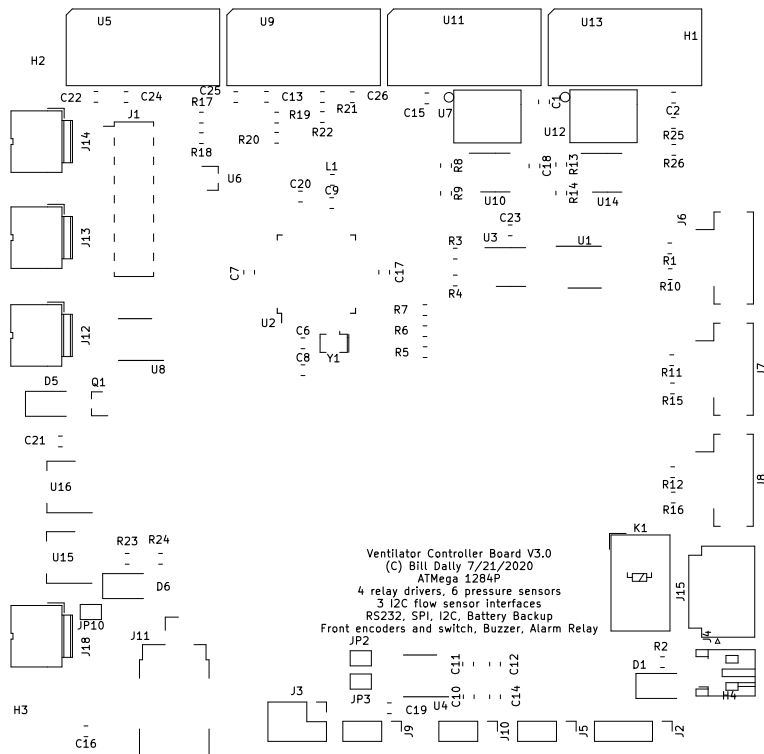 U5
U9
U11
U13
H1
H2
C22
C24
C25
R17
C13
R19
R21
C26
R22
R20
R18
C15
U7
C1
U12
C2
R25
R26
J1
J14
U6
L1
C20
C9
R8
R9
C18
R13
R14
U10
U14
C23
J6
J13
C7
C17
R3
U3
U1
R4
R1
R10
J12
U8
U2
C6
C8
Y1
R7
R6
R5
J7
R11
R15
D5
Q1
C21
U16
J8
R12
R16
U15
R23
R24
D6
K1
J15
Ventilator Controller Board V3.0
(C) Bill Dally 7/21/2020
ATMega 1284P
4 relay drivers, 6 pressure sensors
3 I2C flow sensor interfaces
RS232, SPI, I2C, Battery Backup
Front encoders and switch, Buzzer, Alarm Relay
JP10
J18
J11
JP2
JP3
C11
C12
C10
C14
U4
C19
R2
D1
J4
H4
H3
C16
J3
J9
J10
J5
J2